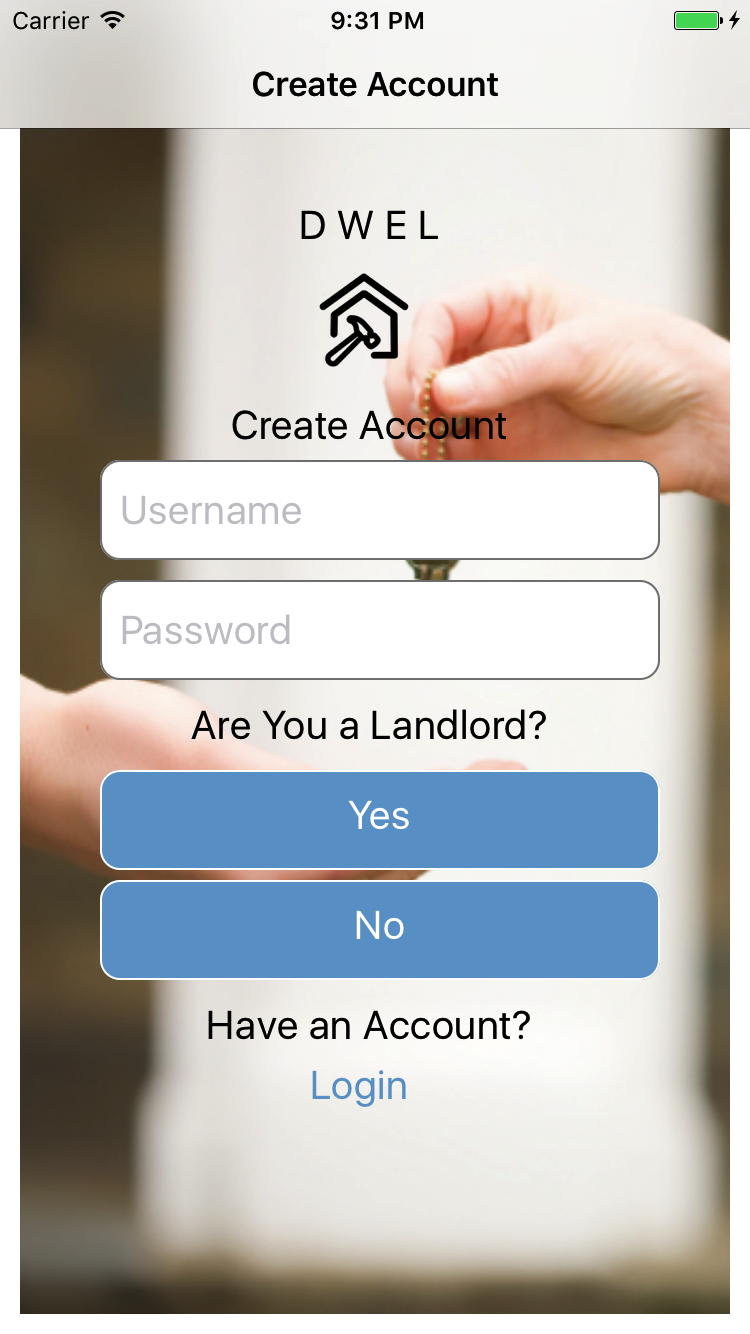 Carrier 9:31 PM
Create Account
D W E L
Create Account
Username
Password
Are You a Landlord?
Yes
No
Have an Account?
Login